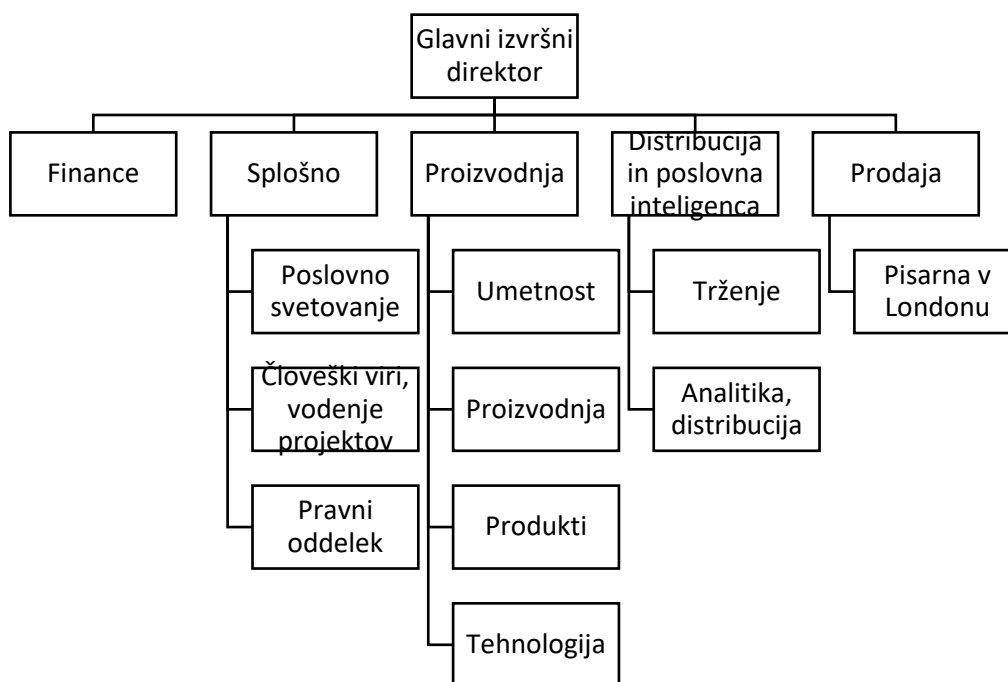 Glavni izvršni
direktor
Finance
Splošno
Proizvodnja
Distribucija
in poslovna
inteligenca
Prodaja
Poslovno
svetovanje
Umetnost
Trženje
Pisarna v
Londonu
Človeški viri,
vodenje
projektov
Proizvodnja
Analitika,
distribucija
Pravni
oddelek
Produkti
Tehnologija